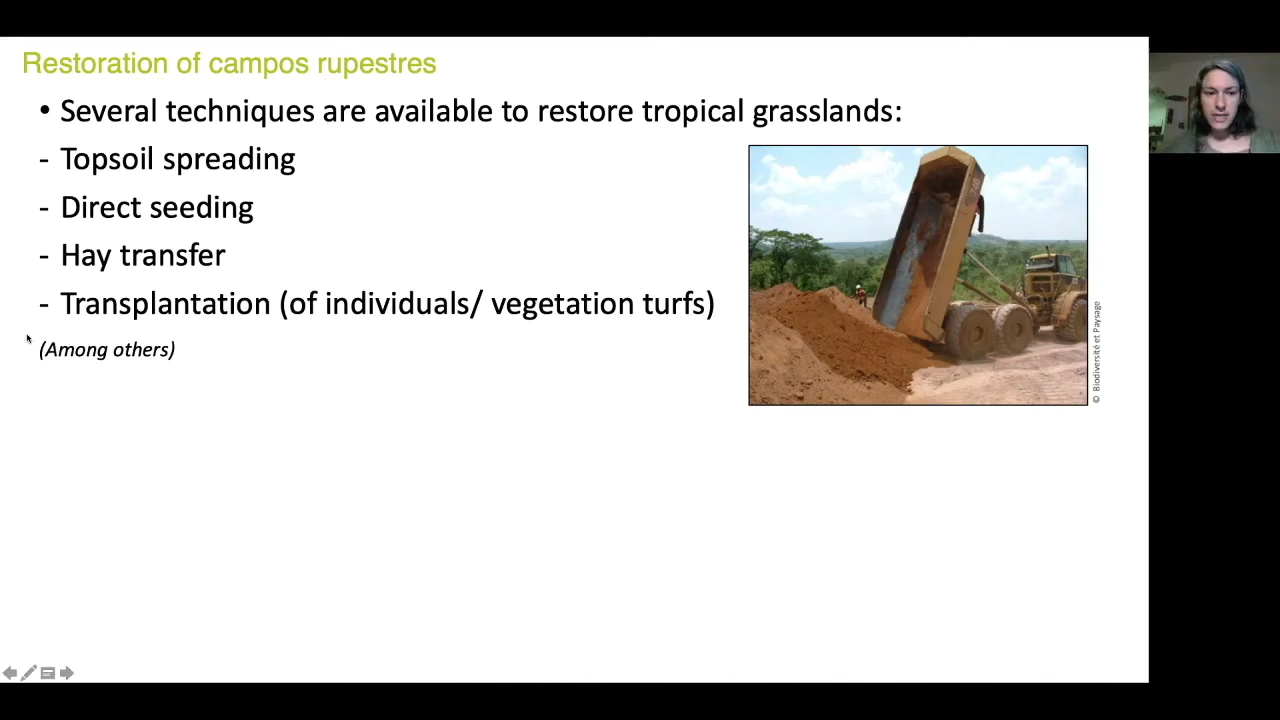 Restoration of campos rupestres
• Several techniques are available to restore tropical grasslands:
- Topsoil spreading
- Direct seeding
- Hay transfer
- Transplantation (of individuals/ vegetation turfs)
(Among others)
© Biodiversité et Paysage